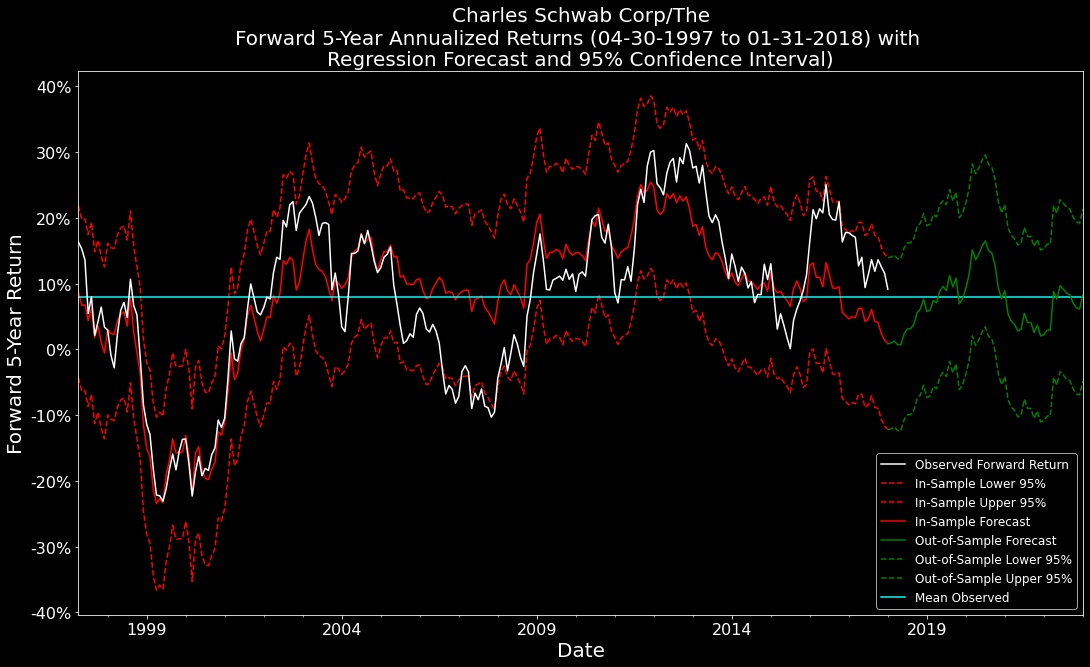 Charles Schwab Corp/The
Forward 5-Year Annualized Returns (04-30-1997 to 01-31-2018) with
Regression Forecast and 95% Confidence Interval)
Forward 5-Year Return
40%
30%
20%
10%
0%
-10%
-20%
-30%
-40%
Observed Forward Return
In-Sample Lower 95%
In-Sample Upper 95%
In-Sample Forecast
Out-of-Sample Forecast
Out-of-Sample Lower 95%
Out-of-Sample Upper 95%
Mean Observed
1999 2004 2009 2014 2019
Date